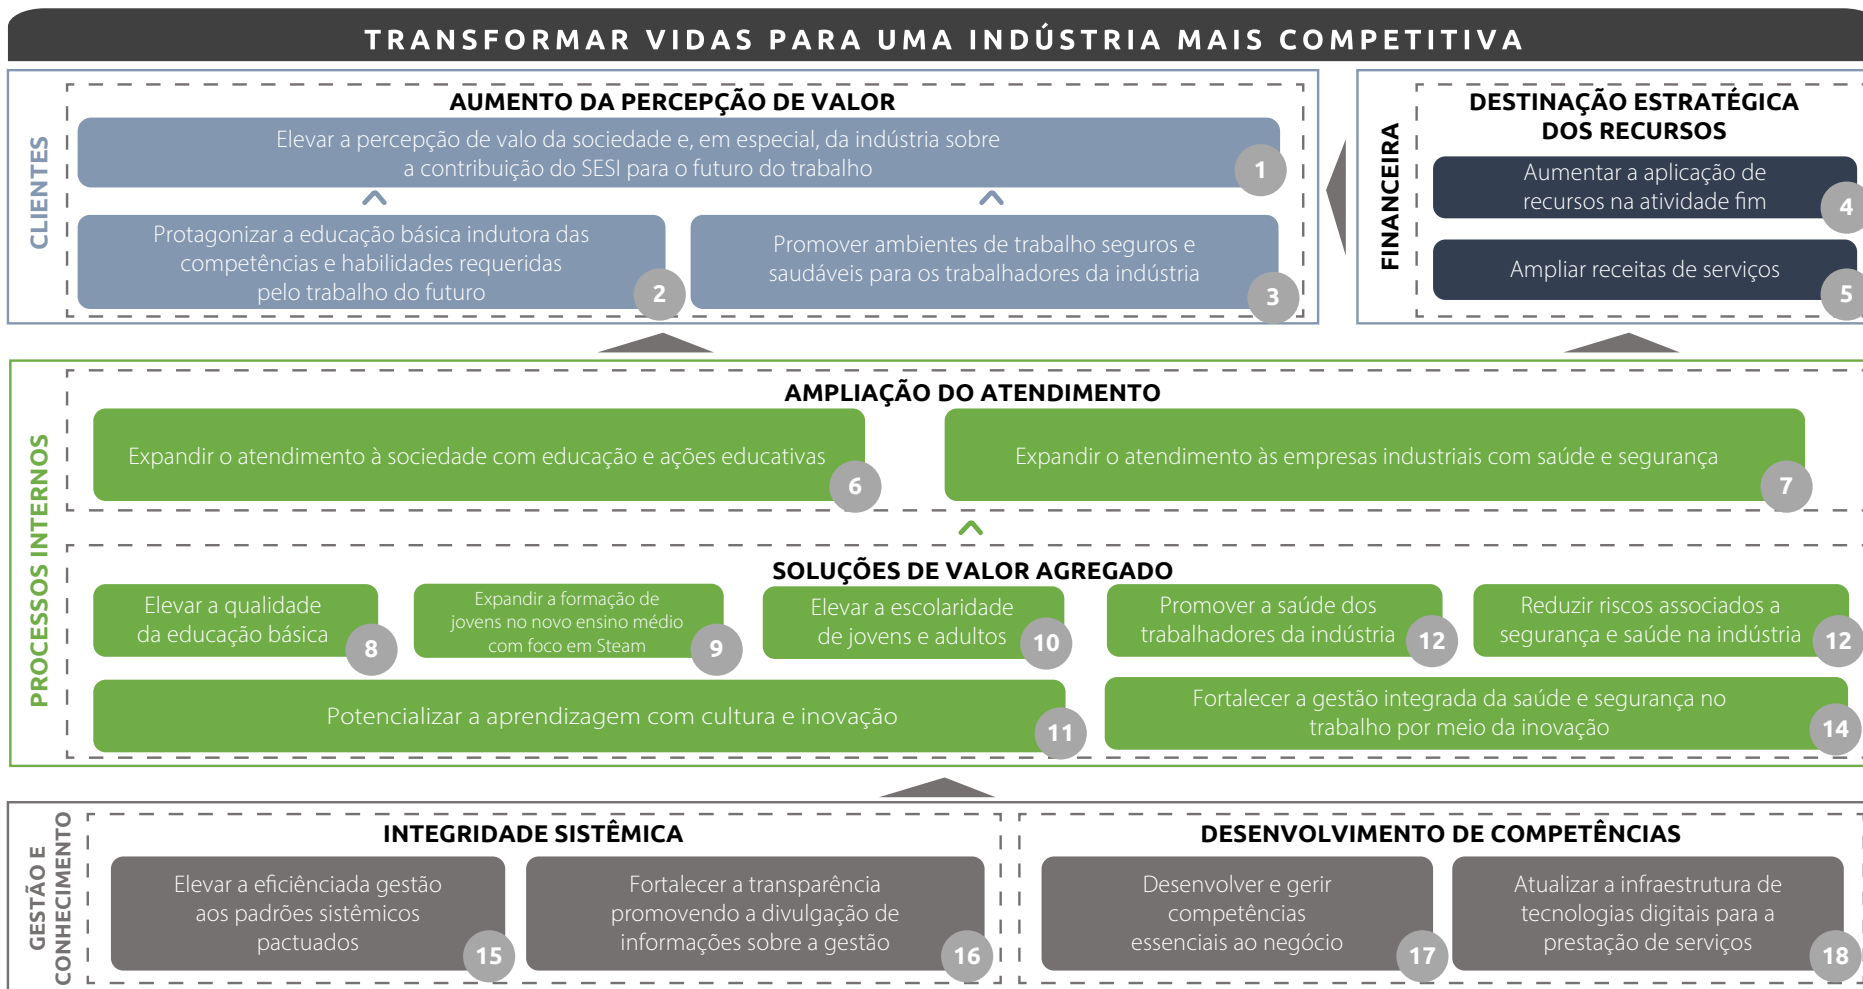 TRANSFORMAR VIDAS PARA UMA INDÚSTRIA MAIS COMPETITIVA
CLIENTES
AUMENTO DA PERCEPÇÃO DE VALOR
Elevar a percepção de valo da sociedade e, em especial, da indústria sobre
a contribuição do SESI para o futuro do trabalho
1
Protagonizar a educação básica indutora das
competências e habilidades requeridas
pelo trabalho do futuro
2
Promover ambientes de trabalho seguros e
saudáveis para os trabalhadores da indústria
3
FINANCEIRA
DESTINAÇÃO ESTRATÉGICA
DOS RECURSOS
Aumentar a aplicação de
recursos na atividade fim
4
Ampliar receitas de serviços
5
PROCESSOS INTERNOS
AMPLIAÇÃO DO ATENDIMENTO
Expandir o atendimento à sociedade com educação e ações educativas
6
Expandir o atendimento às empresas industriais com saúde e segurança
7
SOLUÇÕES DE VALOR AGREGADO
Elevar a qualidade
da educação básica
8
Expandir a formação de
jovens no novo ensino médio
com foco em Steam
9
Elevar a escolaridade
de jovens e adultos
10
Promover a saúde dos
trabalhadores da indústria
12
Reduzir riscos associados a
segurança e saúde na indústria
12
Potencializar a aprendizagem com cultura e inovação
11
Fortalecer a gestão integrada da saúde e segurança no
trabalho por meio da inovação
14
GESTÃO E
CONHECIMENTO
INTEGRIDADE SISTÊMICA
Elevar a eficiênciada gestão
aos padrões sistêmicos
pactuados
15
Fortalecer a transparência
promovendo a divulgação de
informações sobre a gestão
16
DESENVOLVIMENTO DE COMPETÊNCIAS
Desenvolver e gerir
competências
essenciais ao negócio
17
Atualizar a infraestrutura de
tecnologias digitais para a
prestação de serviços
18